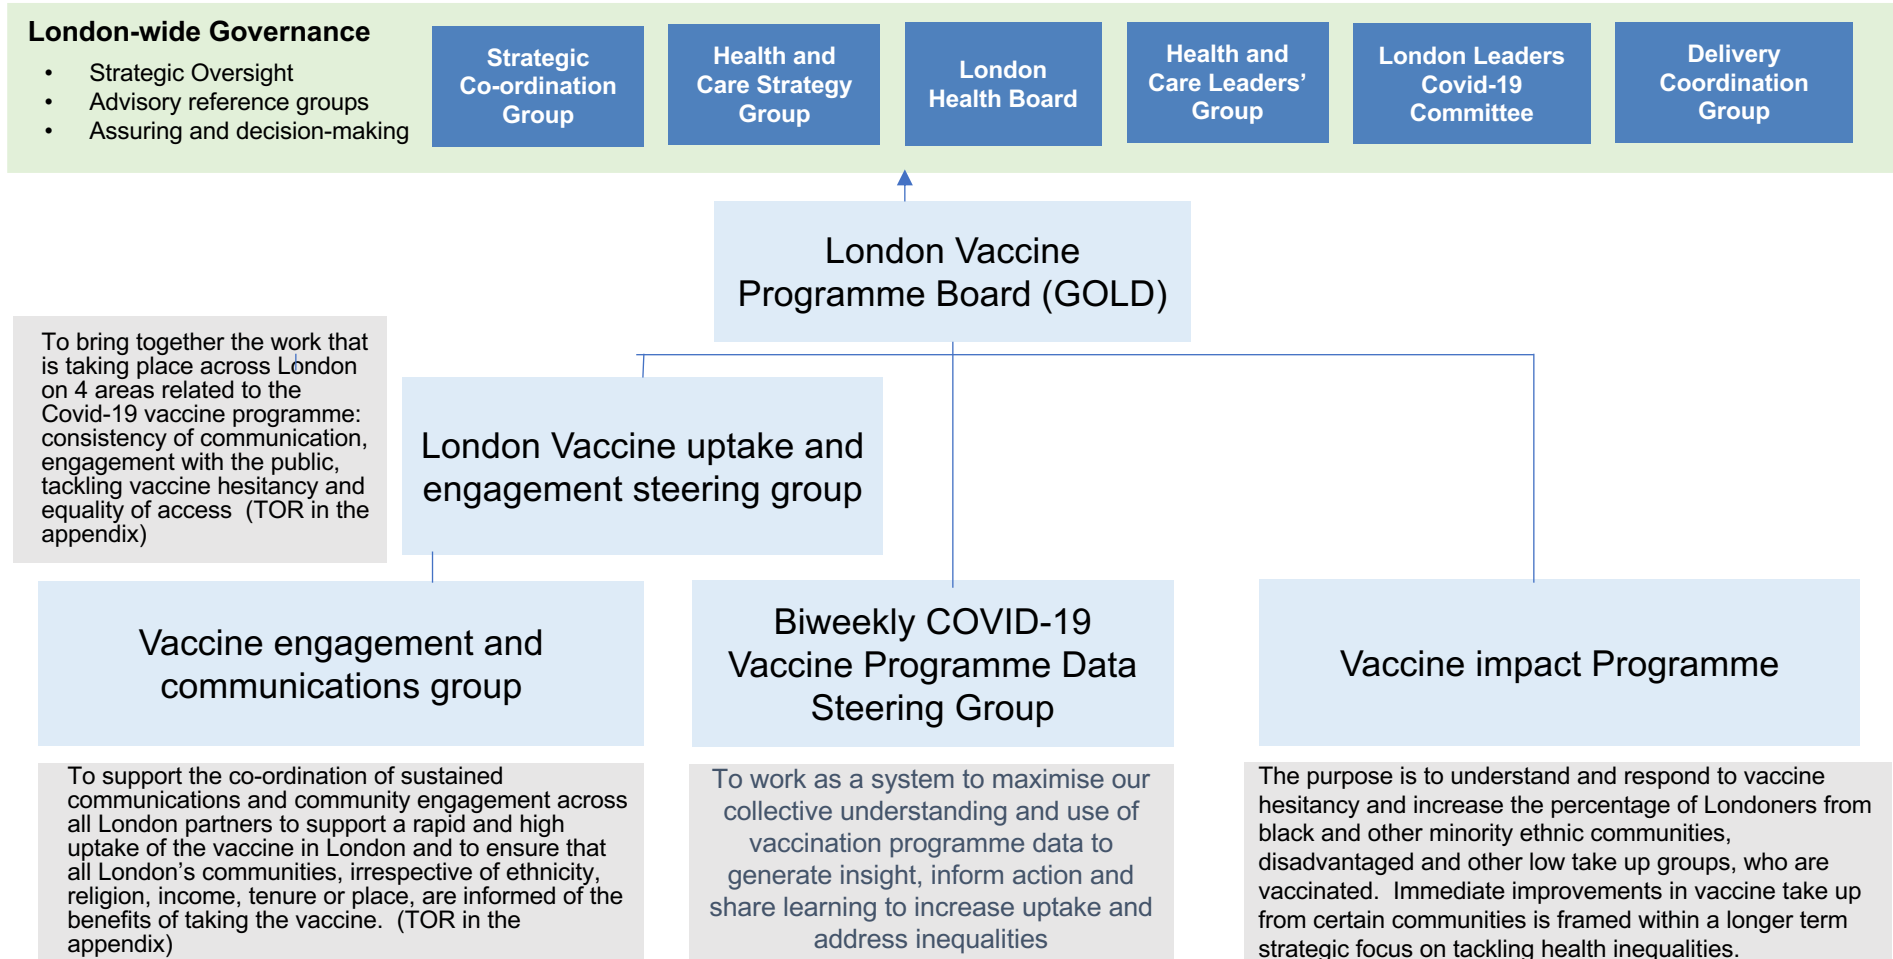 London-wide Governance
• Strategic Oversight
• Advisory reference groups
• Assuring and decision-making
Strategic
Co-ordination
Group
Health and
Care Strategy
Group
London
Health Board
Health and
Care Leaders’
Group
London Leaders
Covid-19
Committee
Delivery
Coordination
Group
London Vaccine
Programme Board (GOLD)
To bring together the work that
is taking place across London
on 4 areas related to the
Covid-19 vaccine programme:
consistency of communication,
engagement with the public,
tackling vaccine hesitancy and
equality of access (TOR in the
appendix)
London Vaccine uptake and
engagement steering group
Vaccine engagement and
communications group
Biweekly COVID-19
Vaccine Programme Data
Steering Group
Vaccine impact Programme
To support the co-ordination of sustained
communications and community engagement across
all London partners to support a rapid and high
uptake of the vaccine in London and to ensure that
all London’s communities, irrespective of ethnicity,
religion, income, tenure or place, are informed of the
benefits of taking the vaccine. (TOR in the
appendix)
To work as a system to maximise our
collective understanding and use of
vaccination programme data to
generate insight, inform action and
share learning to increase uptake and
address inequalities
The purpose is to understand and respond to vaccine
hesitancy and increase the percentage of Londoners from
black and other minority ethnic communities,
disadvantaged and other low take up groups, who are
vaccinated. Immediate improvements in vaccine take up
from certain communities is framed within a longer term
strategic focus on tackling health inequalities.